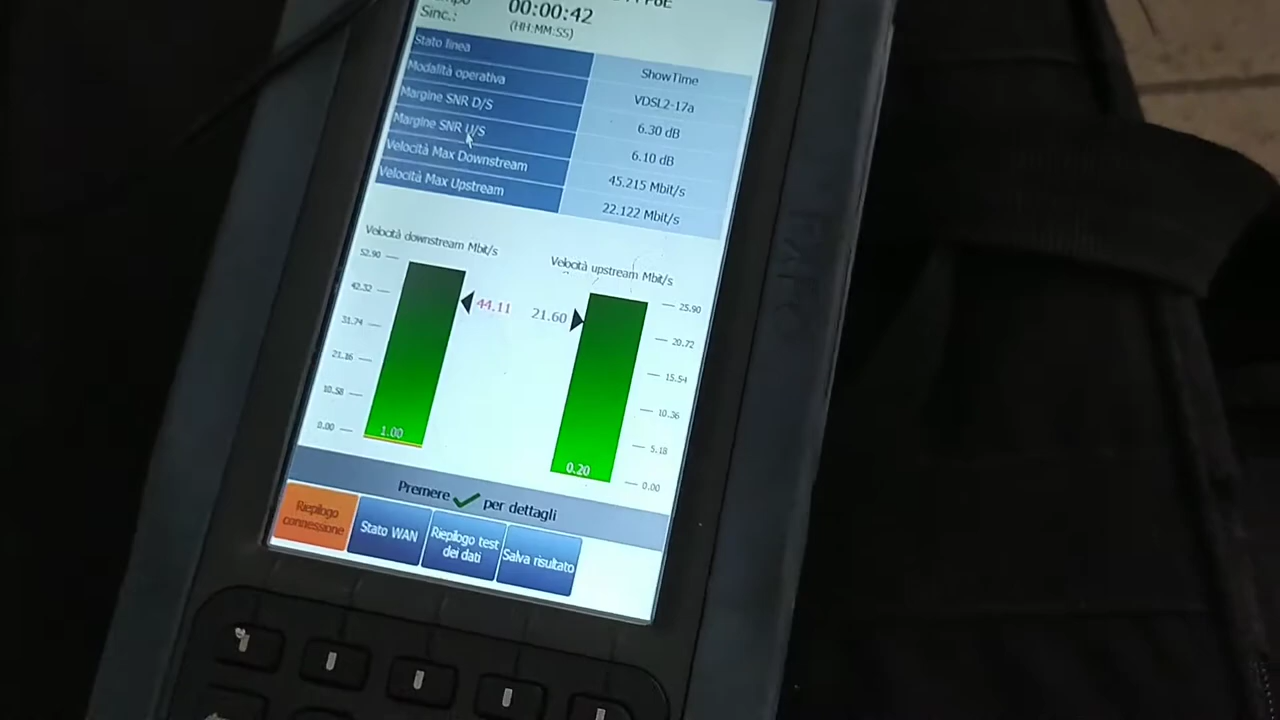 Sinc.:
00:00:42
(HH:MM:SS)
Stato linea ShowTime
Modalità operativa VDSL2-17a
Margine SNR D/S 6.30 dB
Margine SNR U/S 6.10 dB
Velocità Max Downstream 45.215 Mbit/s
Velocità Max Upstream 22.122 Mbit/s
Velocità downstream Mbit/s
52.90
42.32
31.74
21.16
10.58
0.00
44.11
1.00
Velocità upstream Mbit/s
21.60
25.90
20.72
15.54
10.36
5.18
0.00
0.20
Premere per dettagli
Riepilogo
connessione
Stato WAN
Riepilogo test
dei dati
Salva risultato